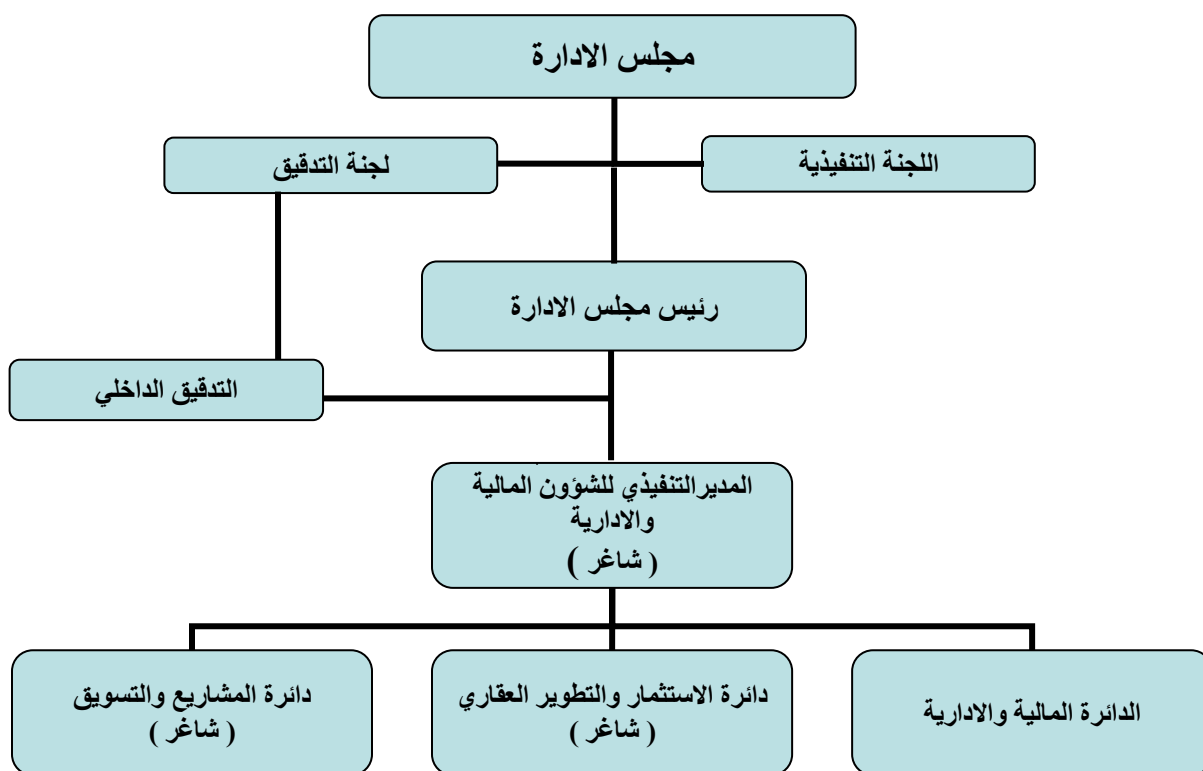 مجلس الادارة
اللجنة التنفيذية
لجنة التدقيق
رئيس مجلس الادارة
التدقيق الداخلي
المديرالتنفيذي للشؤون المالية
والادارية
( شاغر )
الدائرة المالية والادارية
دائرة الاستثمار والتطوير العقاري
( شاغر )
دائرة المشاريع والتسويق
( شاغر )